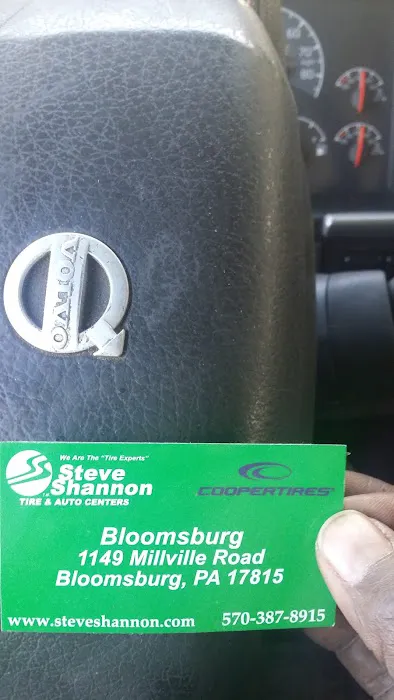 80
VOLVO
We Are The "Tire Experts"
Steve
Shannon
TIRE & AUTO CENTERS
COOPERTIRES
Bloomsburg
1149 Millville Road
Bloomsburg, PA 17815
www.steveshannon.com 570-387-8915